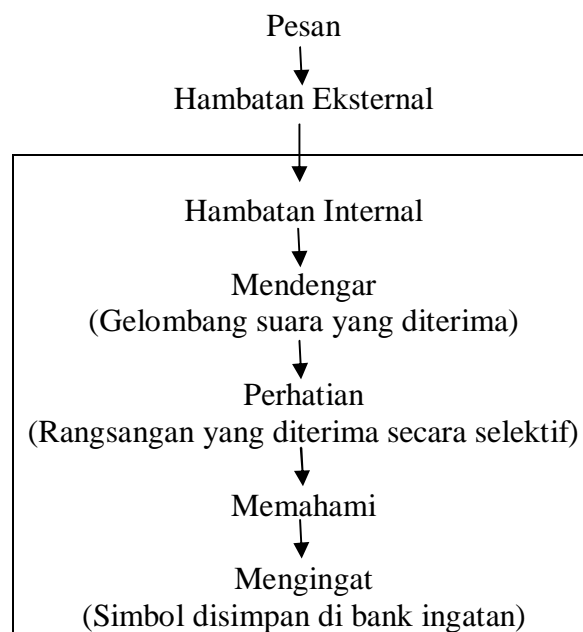 Pesan
Hambatan Eksternal
Hambatan Internal
Mendengar
(Gelombang suara yang diterima)
Perhatian
(Rangsangan yang diterima secara selektif)
Memahami
Mengingat
(Simbol disimpan di bank ingatan)